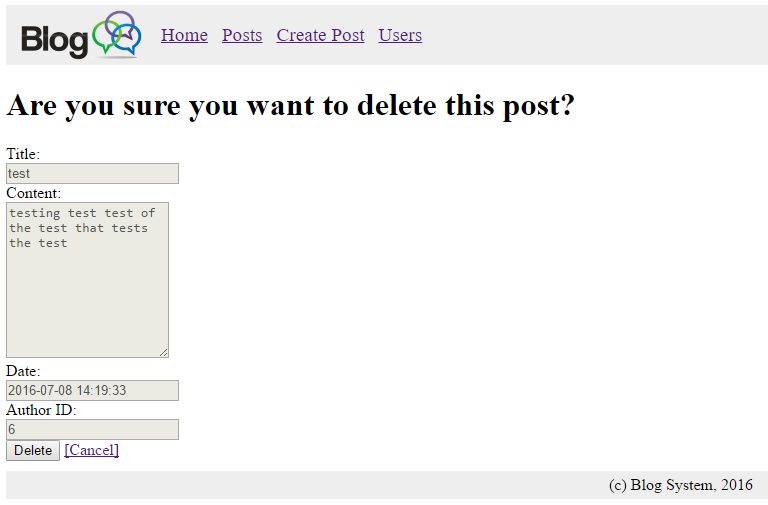 Blog Home Posts Create Post Users
Are you sure you want to delete this post?
Title:
test
Content:
testing test test of
the test that tests
the test
Date:
2016-07-08 14:19:33
Author ID:
6
Delete [Cancel]
(c) Blog System, 2016